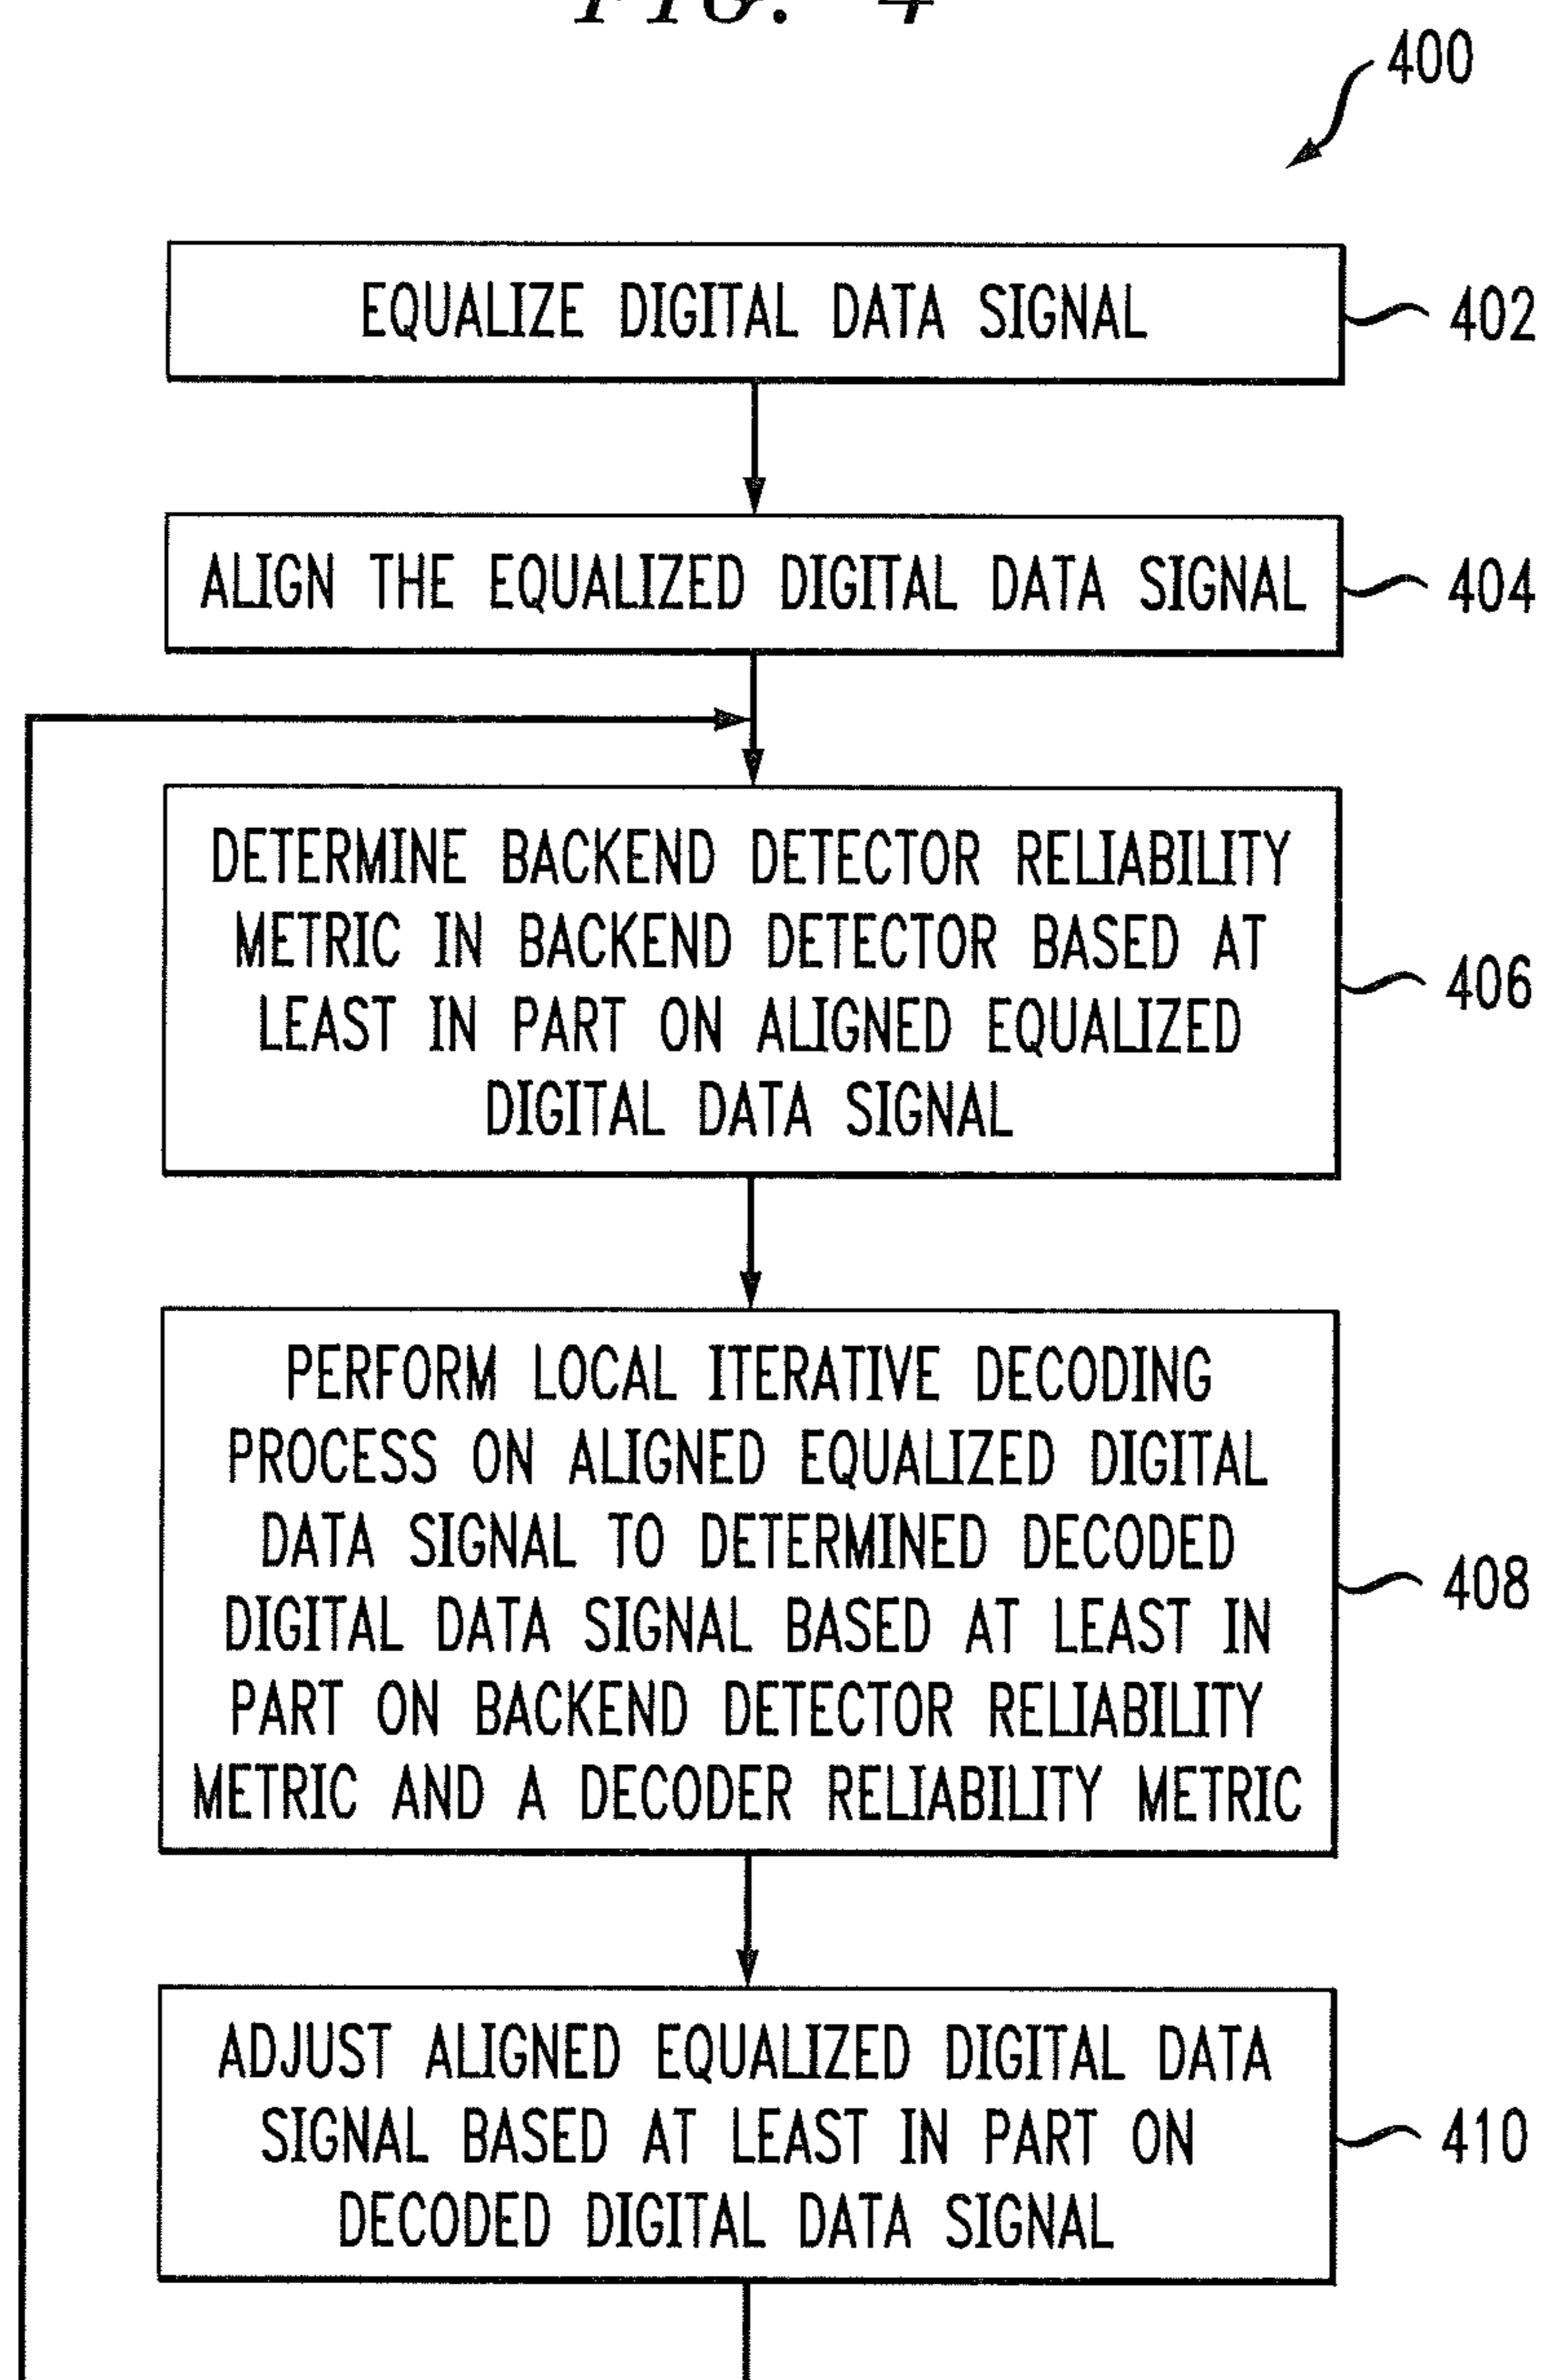 FIG. 4
400
EQUALIZE DIGITAL DATA SIGNAL
402
ALIGN THE EQUALIZED DIGITAL DATA SIGNAL
404
DETERMINE BACKEND DETECTOR RELIABILITY
METRIC IN BACKEND DETECTOR BASED AT
LEAST IN PART ON ALIGNED EQUALIZED
DIGITAL DATA SIGNAL
406
PERFORM LOCAL ITERATIVE DECODING
PROCESS ON ALIGNED EQUALIZED DIGITAL
DATA SIGNAL TO DETERMINED DECODED
DIGITAL DATA SIGNAL BASED AT LEAST IN
PART ON BACKEND DETECTOR RELIABILITY
METRIC AND A DECODER RELIABILITY METRIC
408
ADJUST ALIGNED EQUALIZED DIGITAL DATA
SIGNAL BASED AT LEAST IN PART ON
DECODED DIGITAL DATA SIGNAL
410